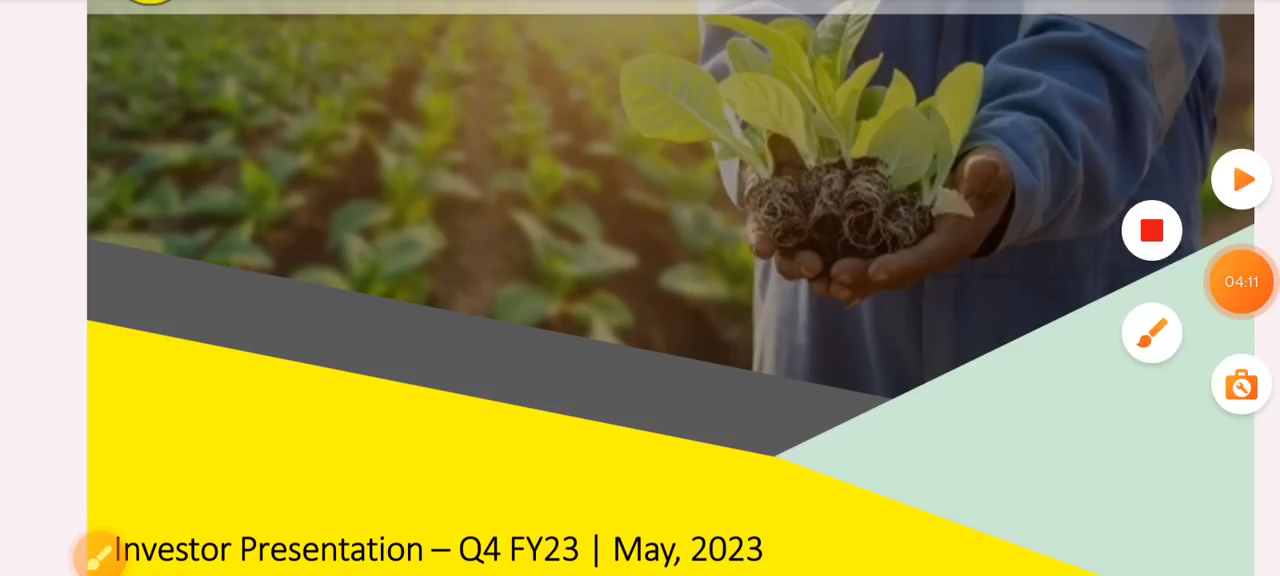 04:11
Investor Presentation – Q4 FY23 | May, 2023